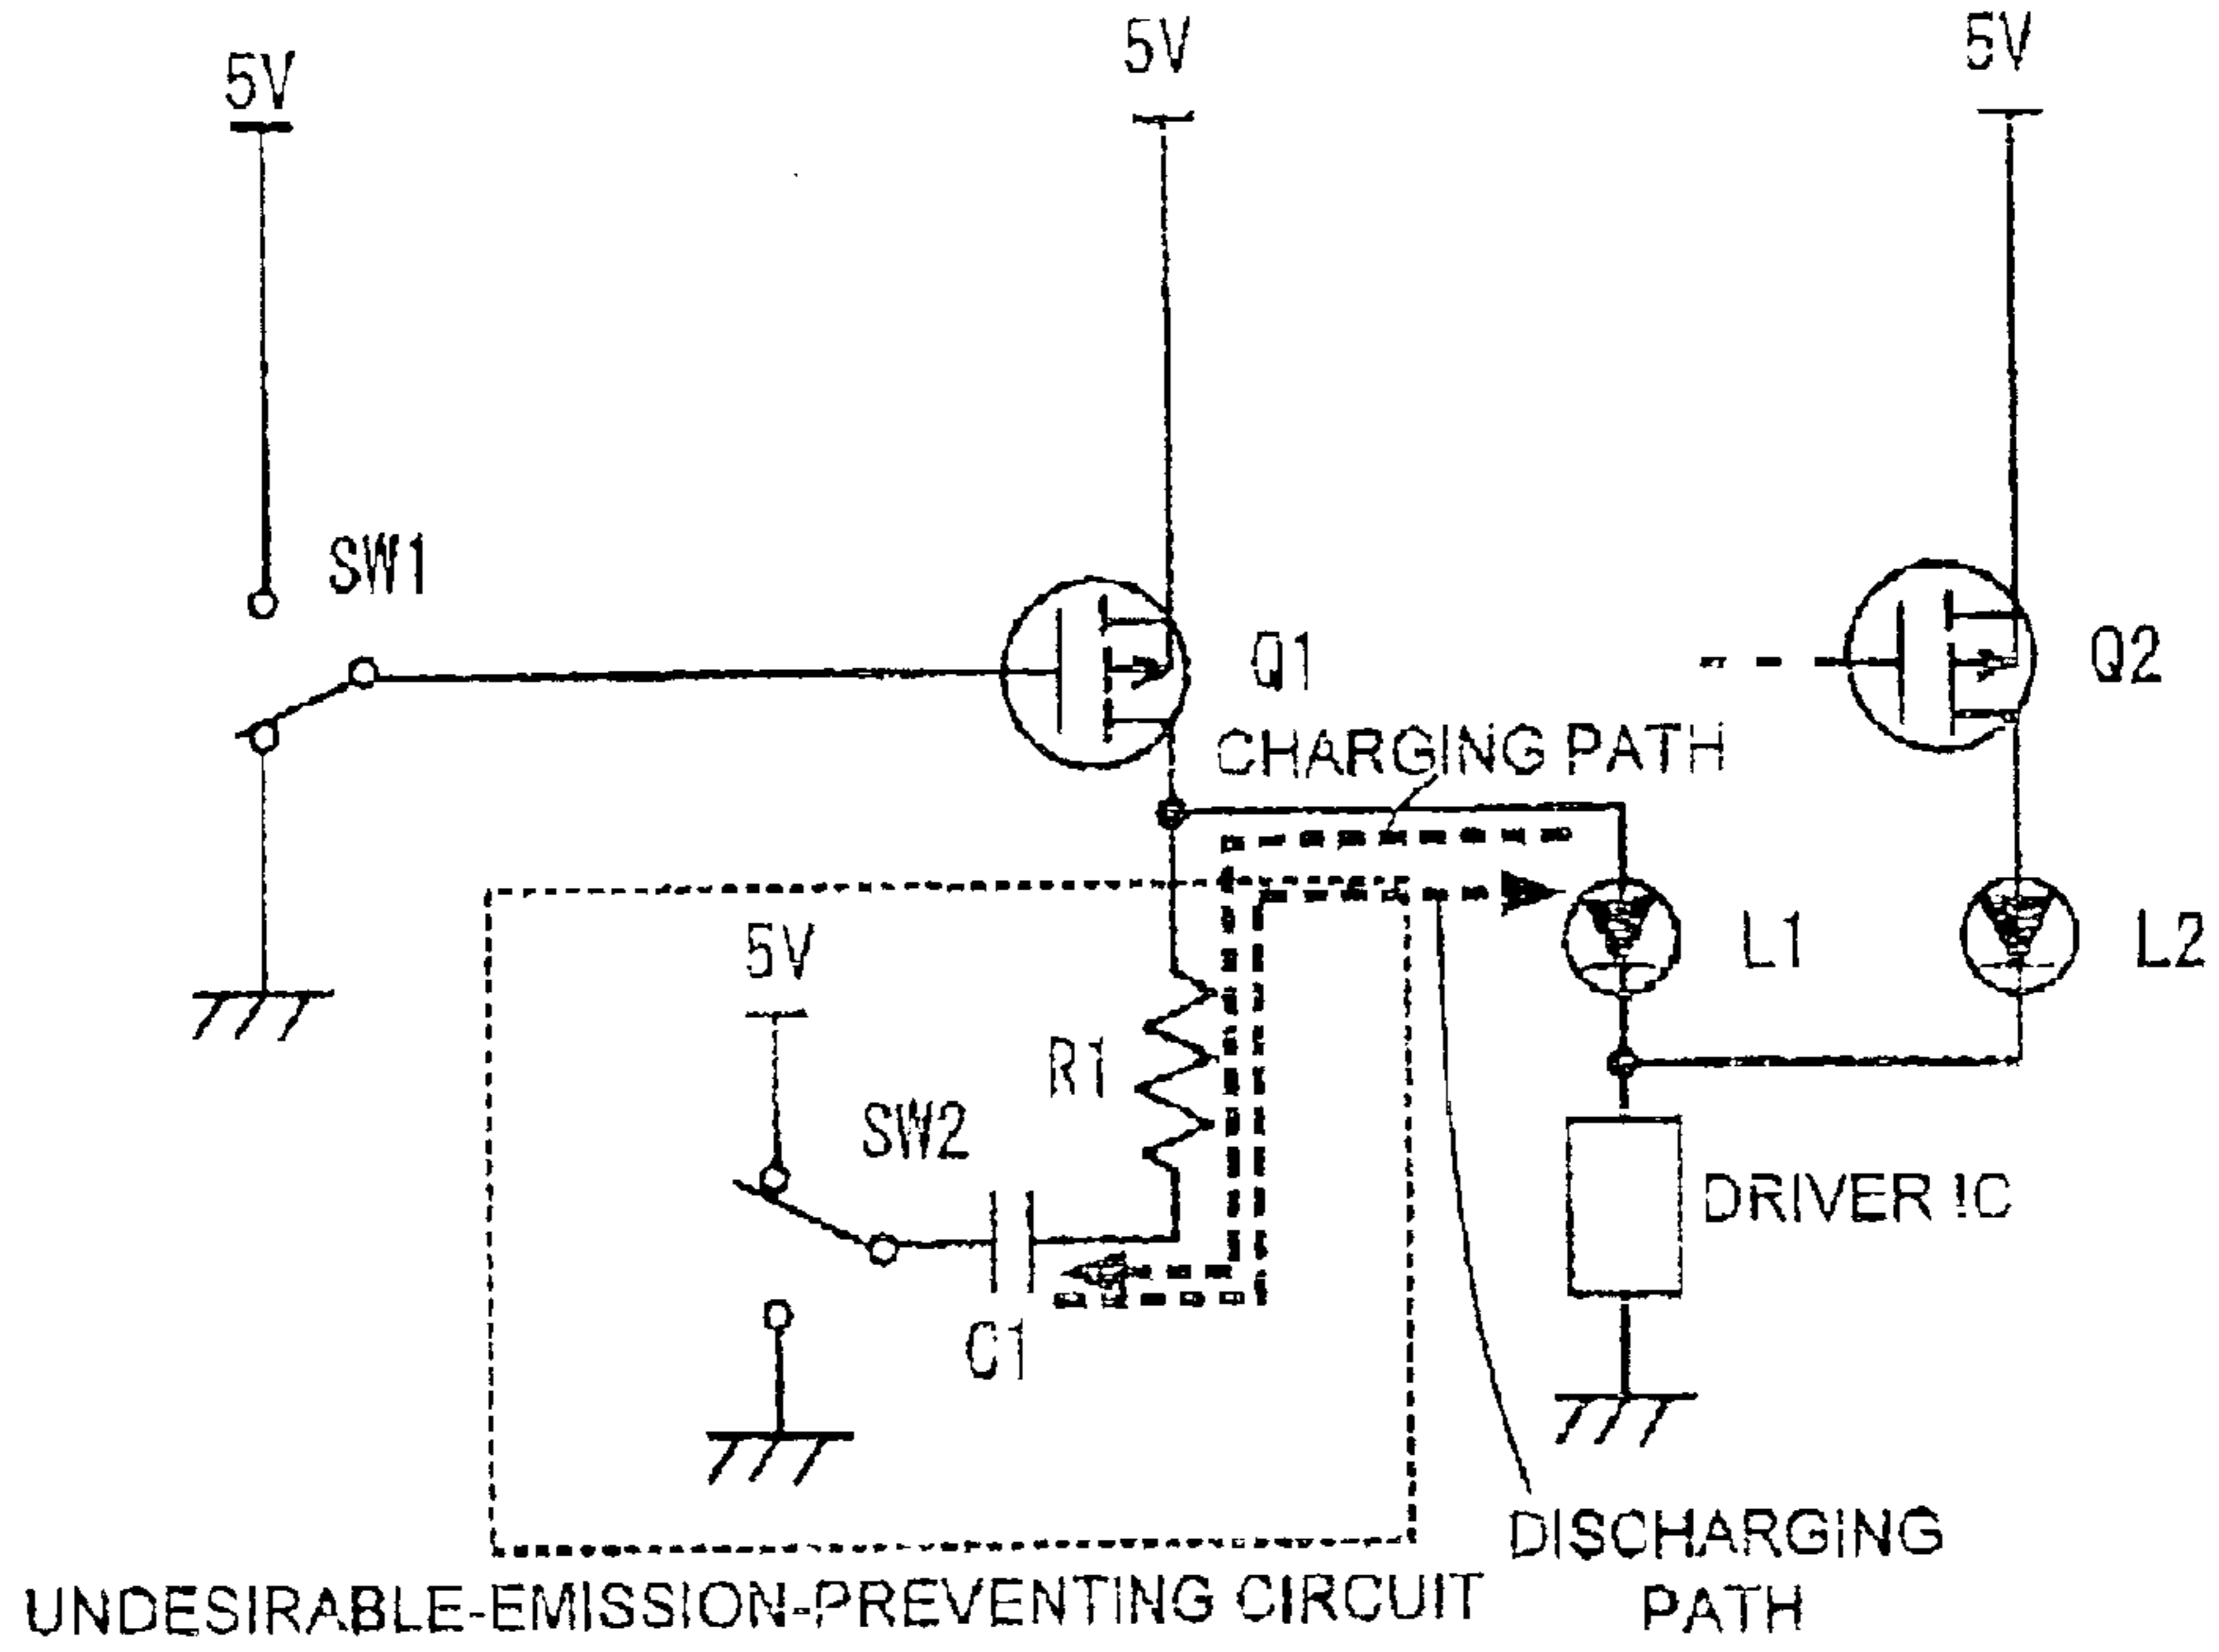 5V
5V
5V
SW1
Q1
Q2
CHARGING PATH
5V
L1
L2
R1
SW2
DRIVER IC
C1
DISCHARGING
PATH
UNDESIRABLE-EMISSION-PREVENTING CIRCUIT